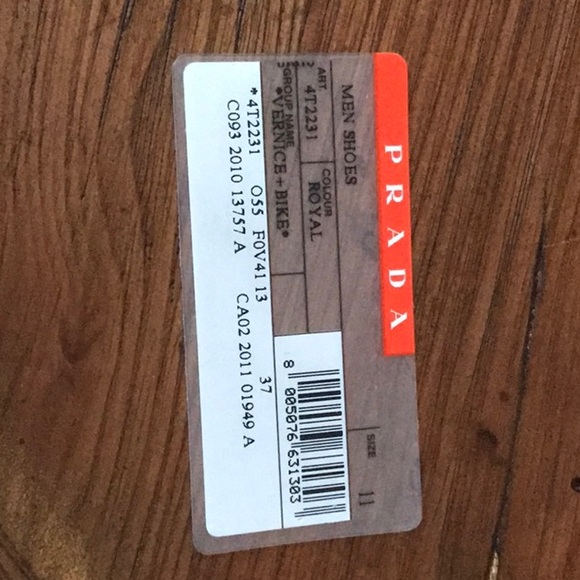 PRADA
MEN SHOES
SIZE 11
ART. 4T2231
COLOUR ROYAL
GROUP NAME
*VERNICE+BIKE*
8 005076 631303
*4T2231 O55 F0V41 13 37
C093 2010 13757 A CA02 2011 01949 A